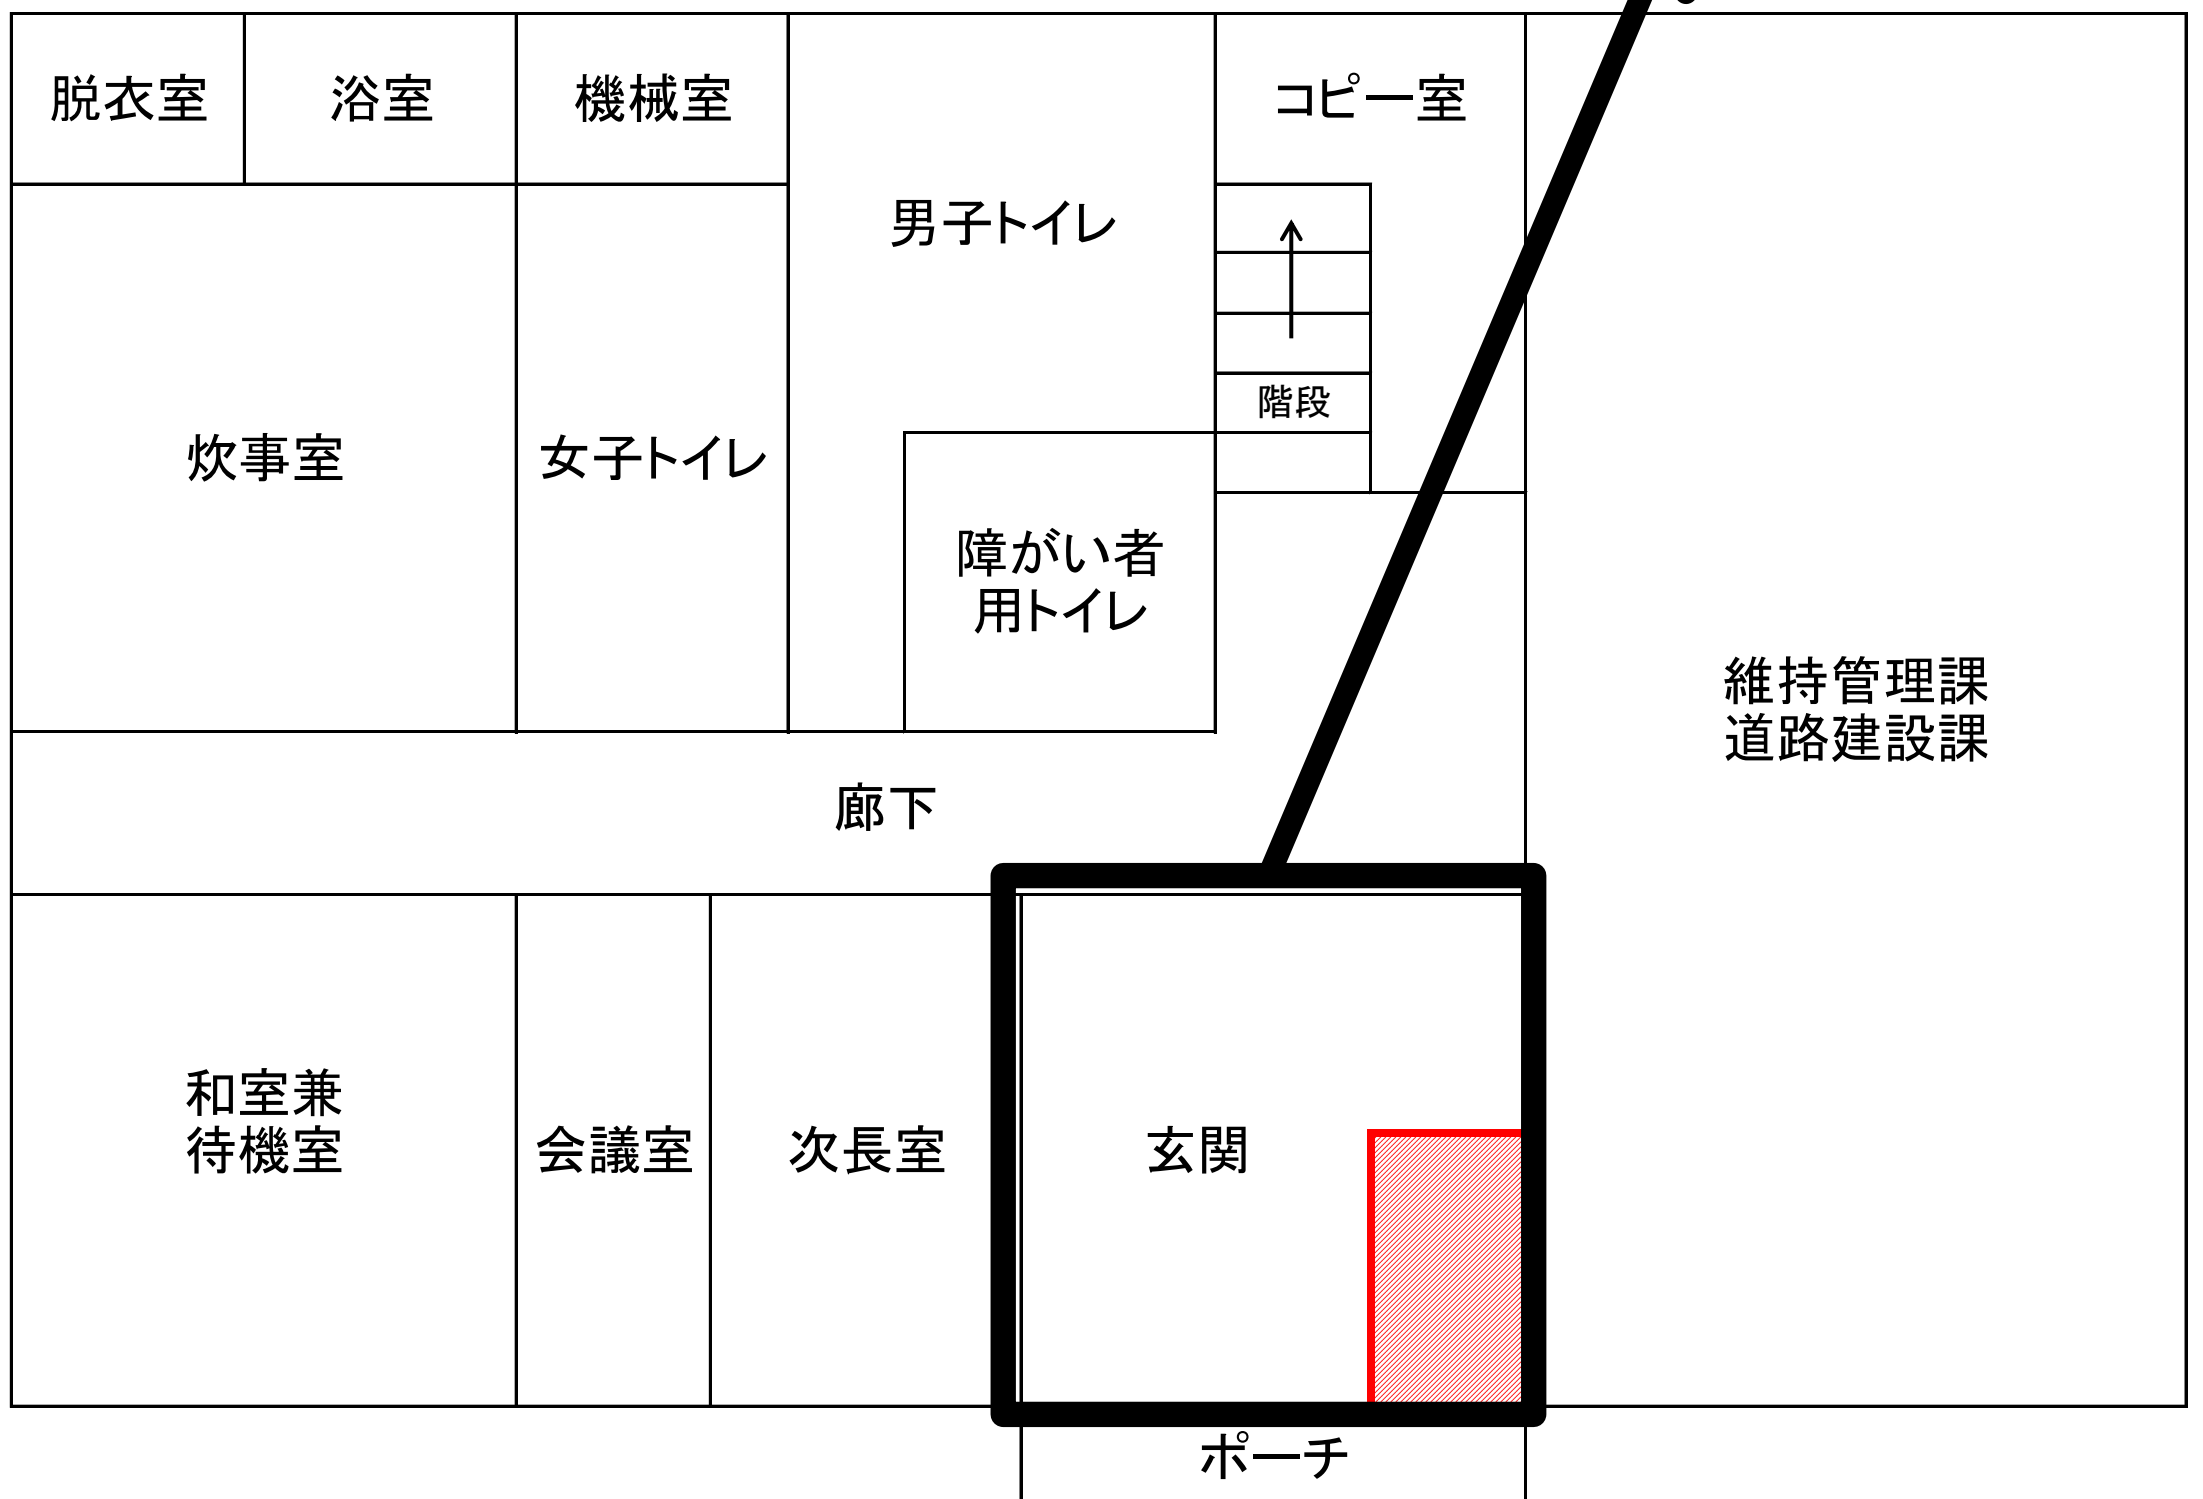 脱衣室
浴室
機械室
コピー室
男子トイレ
階段
炊事室
女子トイレ
障がい者
用トイレ
維持管理課
道路建設課
廊下
和室兼
待機室
会議室
次長室
玄関
ポーチ